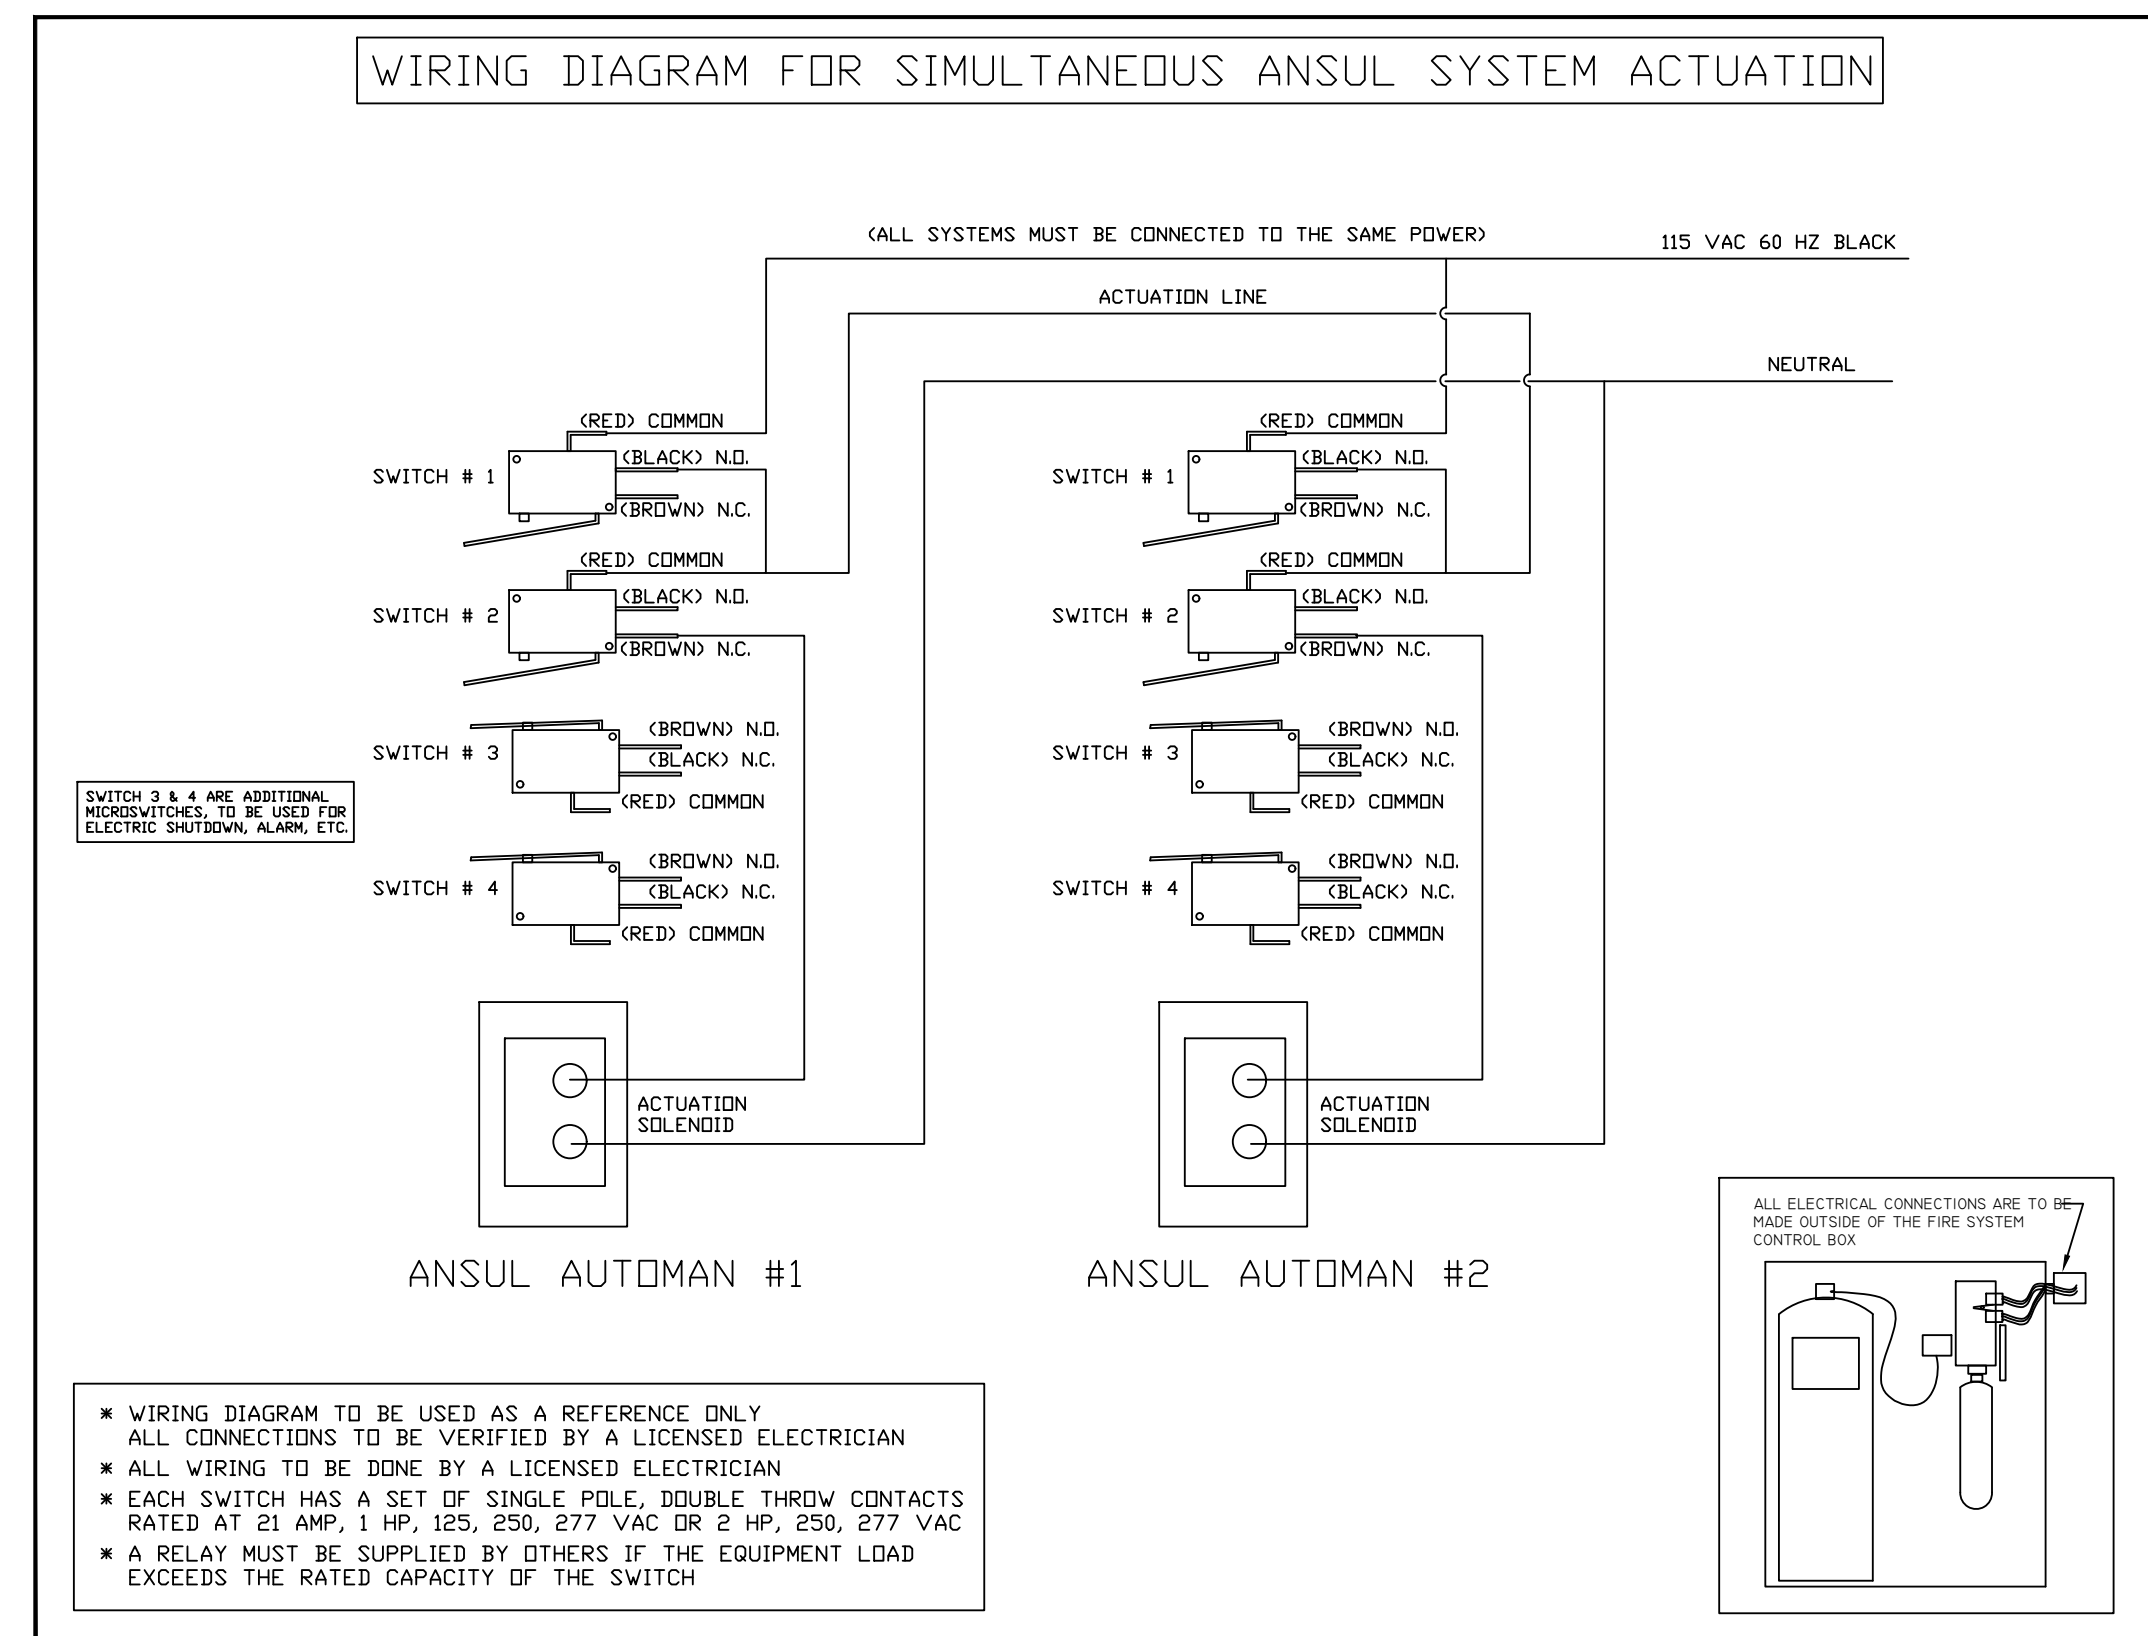 WIRING DIAGRAM FOR SIMULTANEOUS ANSUL SYSTEM ACTUATION
(ALL SYSTEMS MUST BE CONNECTED TO THE SAME POWER)
115 VAC 60 HZ BLACK
ACTUATION LINE
NEUTRAL
(RED) COMMON
(BLACK) N.O.
SWITCH # 1
(BROWN) N.C.
(RED) COMMON
(BLACK) N.O.
SWITCH # 2
(BROWN) N.C.
(BROWN) N.O.
SWITCH # 3
(BLACK) N.C.
(RED) COMMON
SWITCH 3 & 4 ARE ADDITIONAL
MICROSWITCHES, TO BE USED FOR
ELECTRIC SHUTDOWN, ALARM, ETC.
(BROWN) N.O.
SWITCH # 4
(BLACK) N.C.
(RED) COMMON
ACTUATION
SOLENOID
ANSUL AUTOMAN #1
(RED) COMMON
(BLACK) N.O.
SWITCH # 1
(BROWN) N.C.
(RED) COMMON
(BLACK) N.O.
SWITCH # 2
(BROWN) N.C.
(BROWN) N.O.
SWITCH # 3
(BLACK) N.C.
(RED) COMMON
(BROWN) N.O.
SWITCH # 4
(BLACK) N.C.
(RED) COMMON
ACTUATION
SOLENOID
ANSUL AUTOMAN #2
ALL ELECTRICAL CONNECTIONS ARE TO BE
MADE OUTSIDE OF THE FIRE SYSTEM
CONTROL BOX
* WIRING DIAGRAM TO BE USED AS A REFERENCE ONLY
ALL CONNECTIONS TO BE VERIFIED BY A LICENSED ELECTRICIAN
* ALL WIRING TO BE DONE BY A LICENSED ELECTRICIAN
* EACH SWITCH HAS A SET OF SINGLE POLE, DOUBLE THROW CONTACTS
RATED AT 21 AMP, 1 HP, 125, 250, 277 VAC OR 2 HP, 250, 277 VAC
* A RELAY MUST BE SUPPLIED BY OTHERS IF THE EQUIPMENT LOAD
EXCEEDS THE RATED CAPACITY OF THE SWITCH